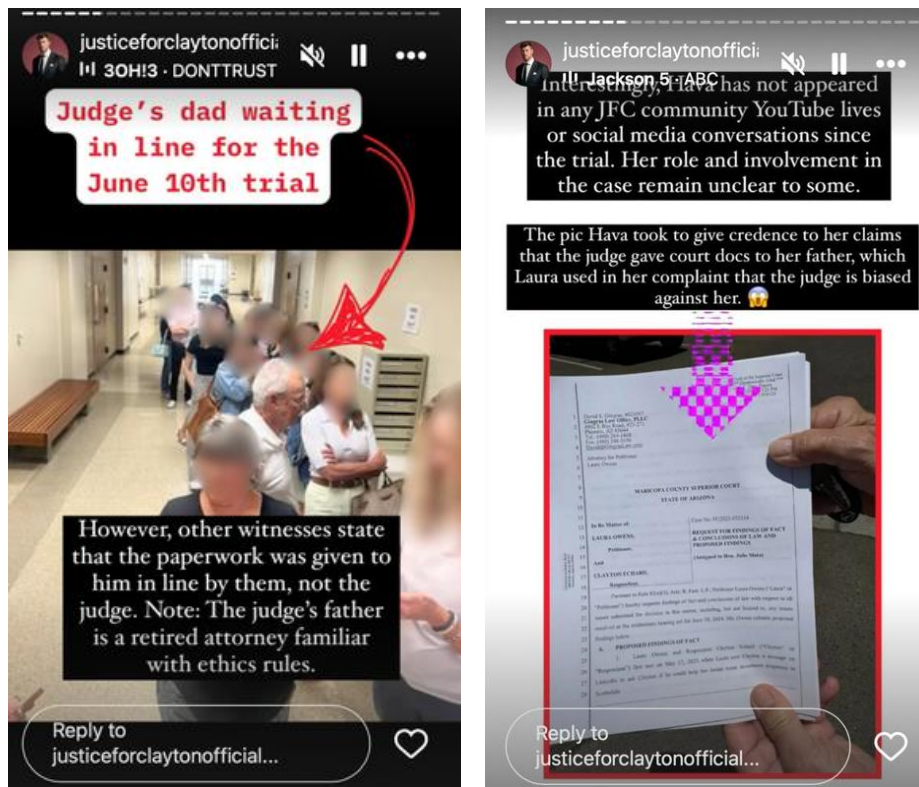 justiceforclaytonoffici
3OH!3 · DONTTRUST
Judge's dad waiting
in line for the
June 10th trial
However, other witnesses state
that the paperwork was given to
him in line by them, not the
judge. Note: The judge's father
is a retired attorney familiar
with ethics rules.
Reply to
justiceforclaytonofficial...
justiceforclaytonoffici
Jackson 5 · ABC
Interestingly, Hava has not appeared
in any JFC community YouTube lives
or social media conversations since
the trial. Her role and involvement in
the case remain unclear to some.
The pic Hava took to give credence to her claims
that the judge gave court docs to her father, which
Laura used in her complaint that the judge is biased
against her. 😱
MARICOPA COUNTY SUPERIOR COURT
STATE OF ARIZONA
In Re Matter of:
LAURA OWENS,
Petitioner,
And
CLAYTON ECHARD,
Respondent.
REQUEST FOR FINDINGS OF FACT
& CONCLUSIONS OF LAW AND
PROPOSED FINDINGS
PROPOSED FINDINGS OF FACT
Reply to
justiceforclaytonofficial...